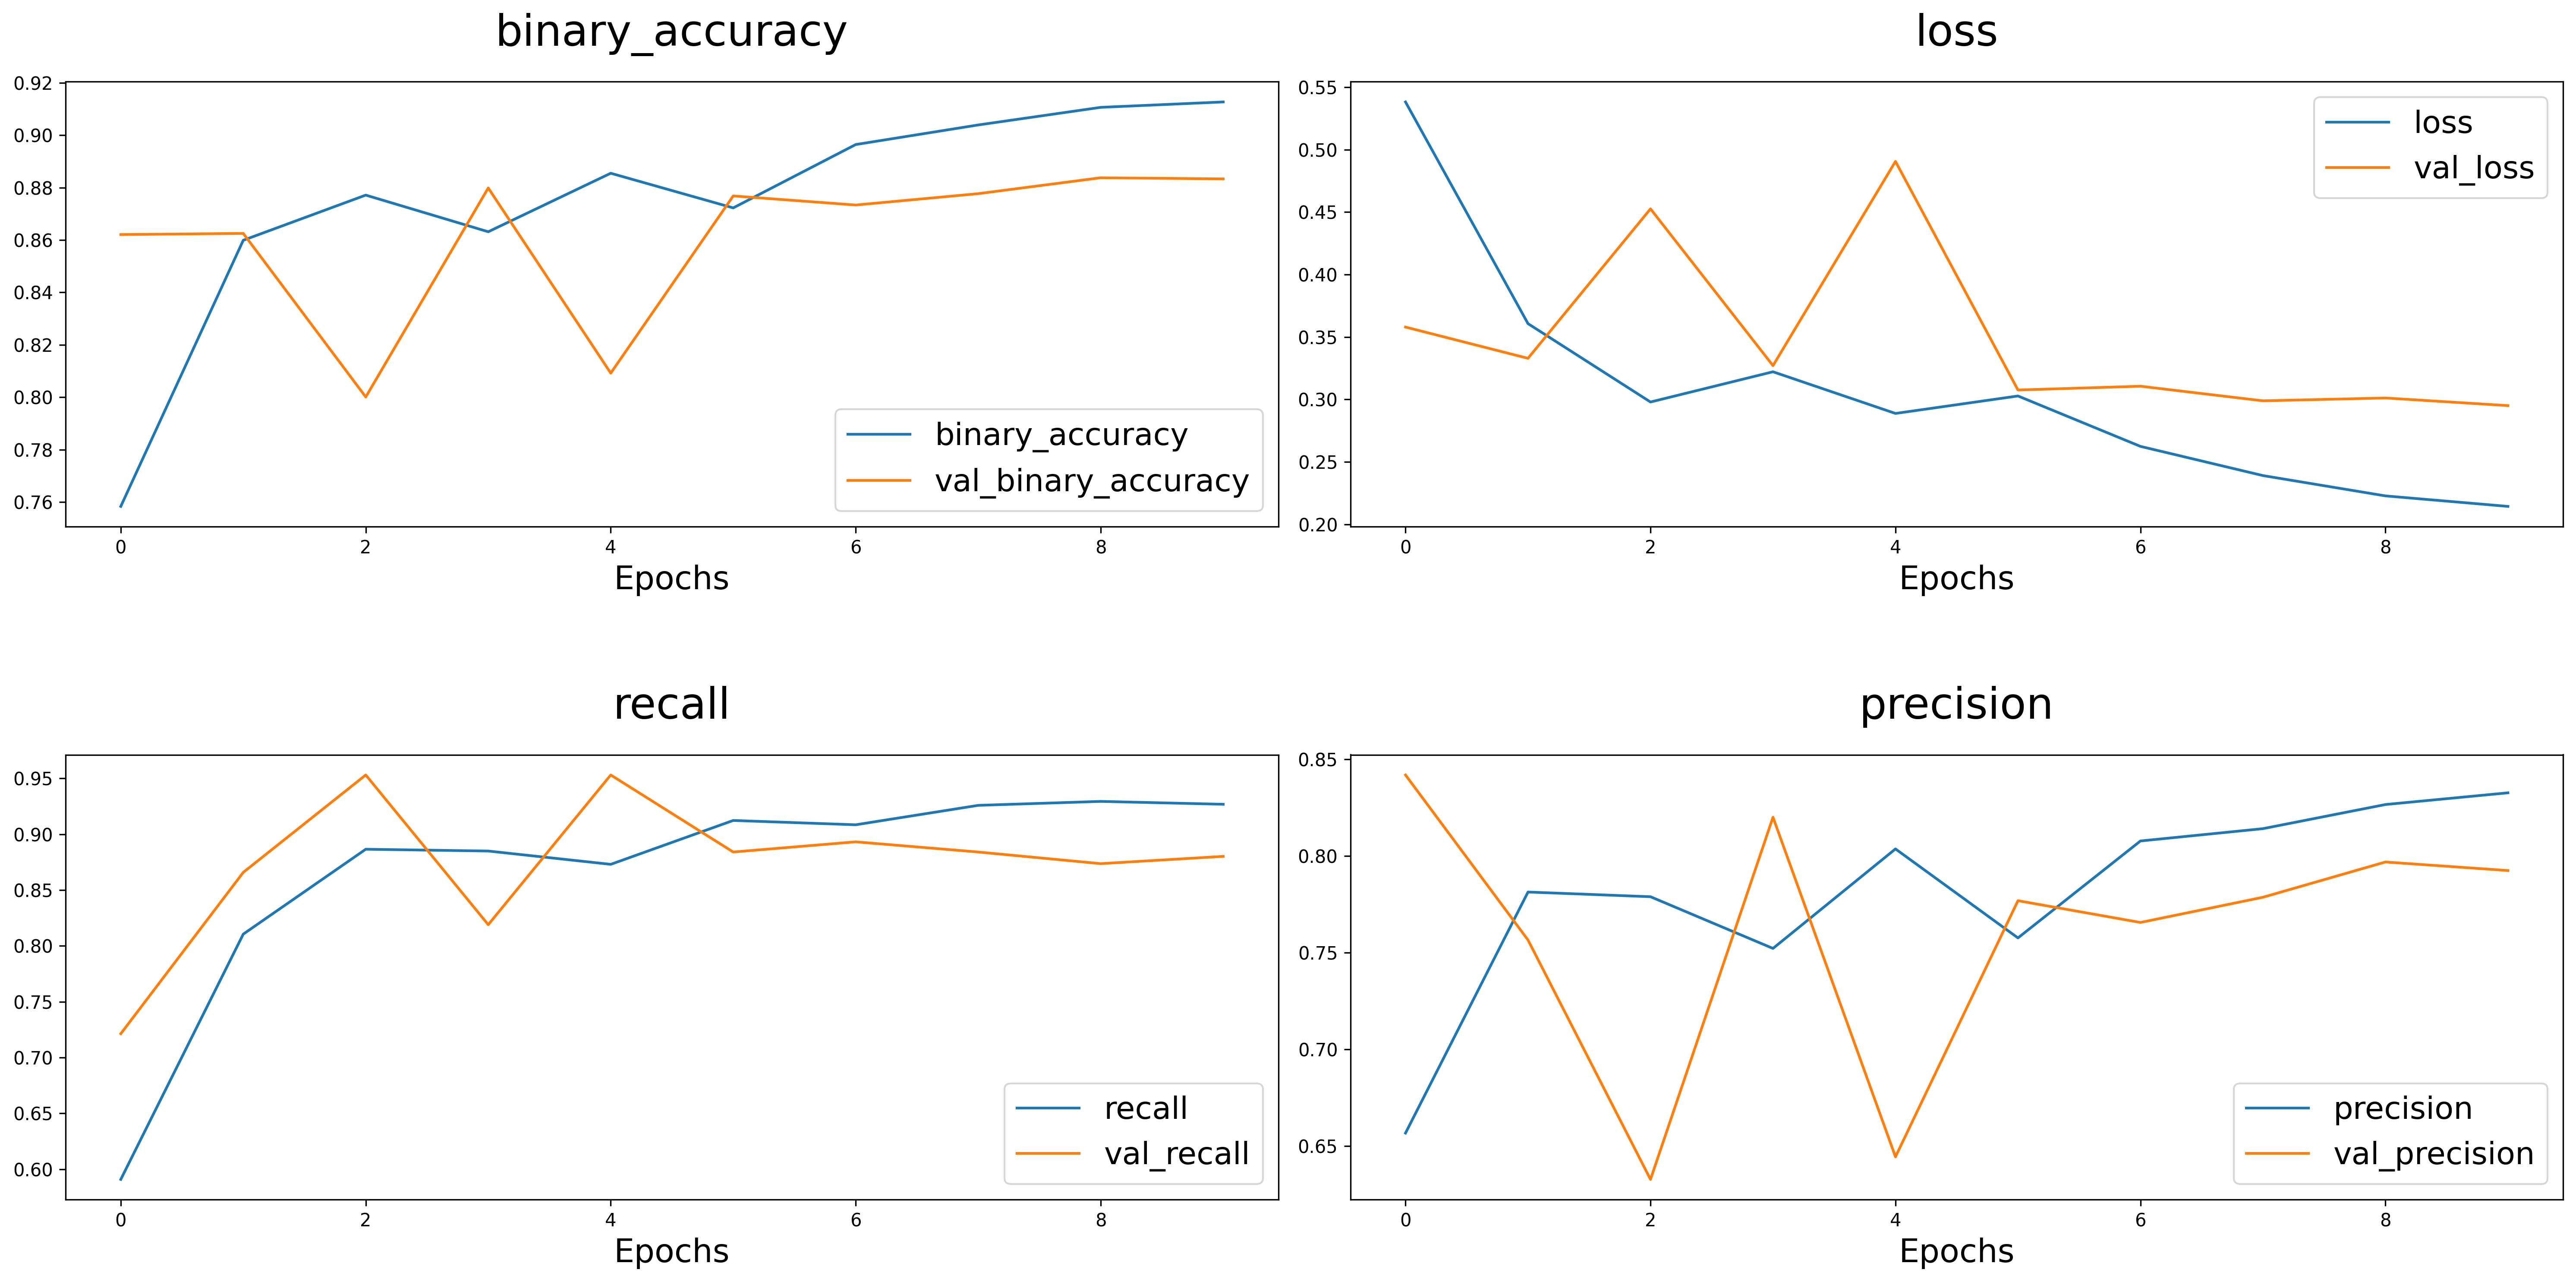 binary_accuracy
0.92
0.90
0.88
0.86
0.84
0.82
0.80
0.78
0.76
binary_accuracy
val_binary_accuracy
0 2 4 6 8
Epochs
loss
0.55
0.50
0.45
0.40
0.35
0.30
0.25
0.20
loss
val_loss
0 2 4 6 8
Epochs
recall
0.95
0.90
0.85
0.80
0.75
0.70
0.65
0.60
recall
val_recall
0 2 4 6 8
Epochs
precision
0.85
0.80
0.75
0.70
0.65
precision
val_precision
0 2 4 6 8
Epochs